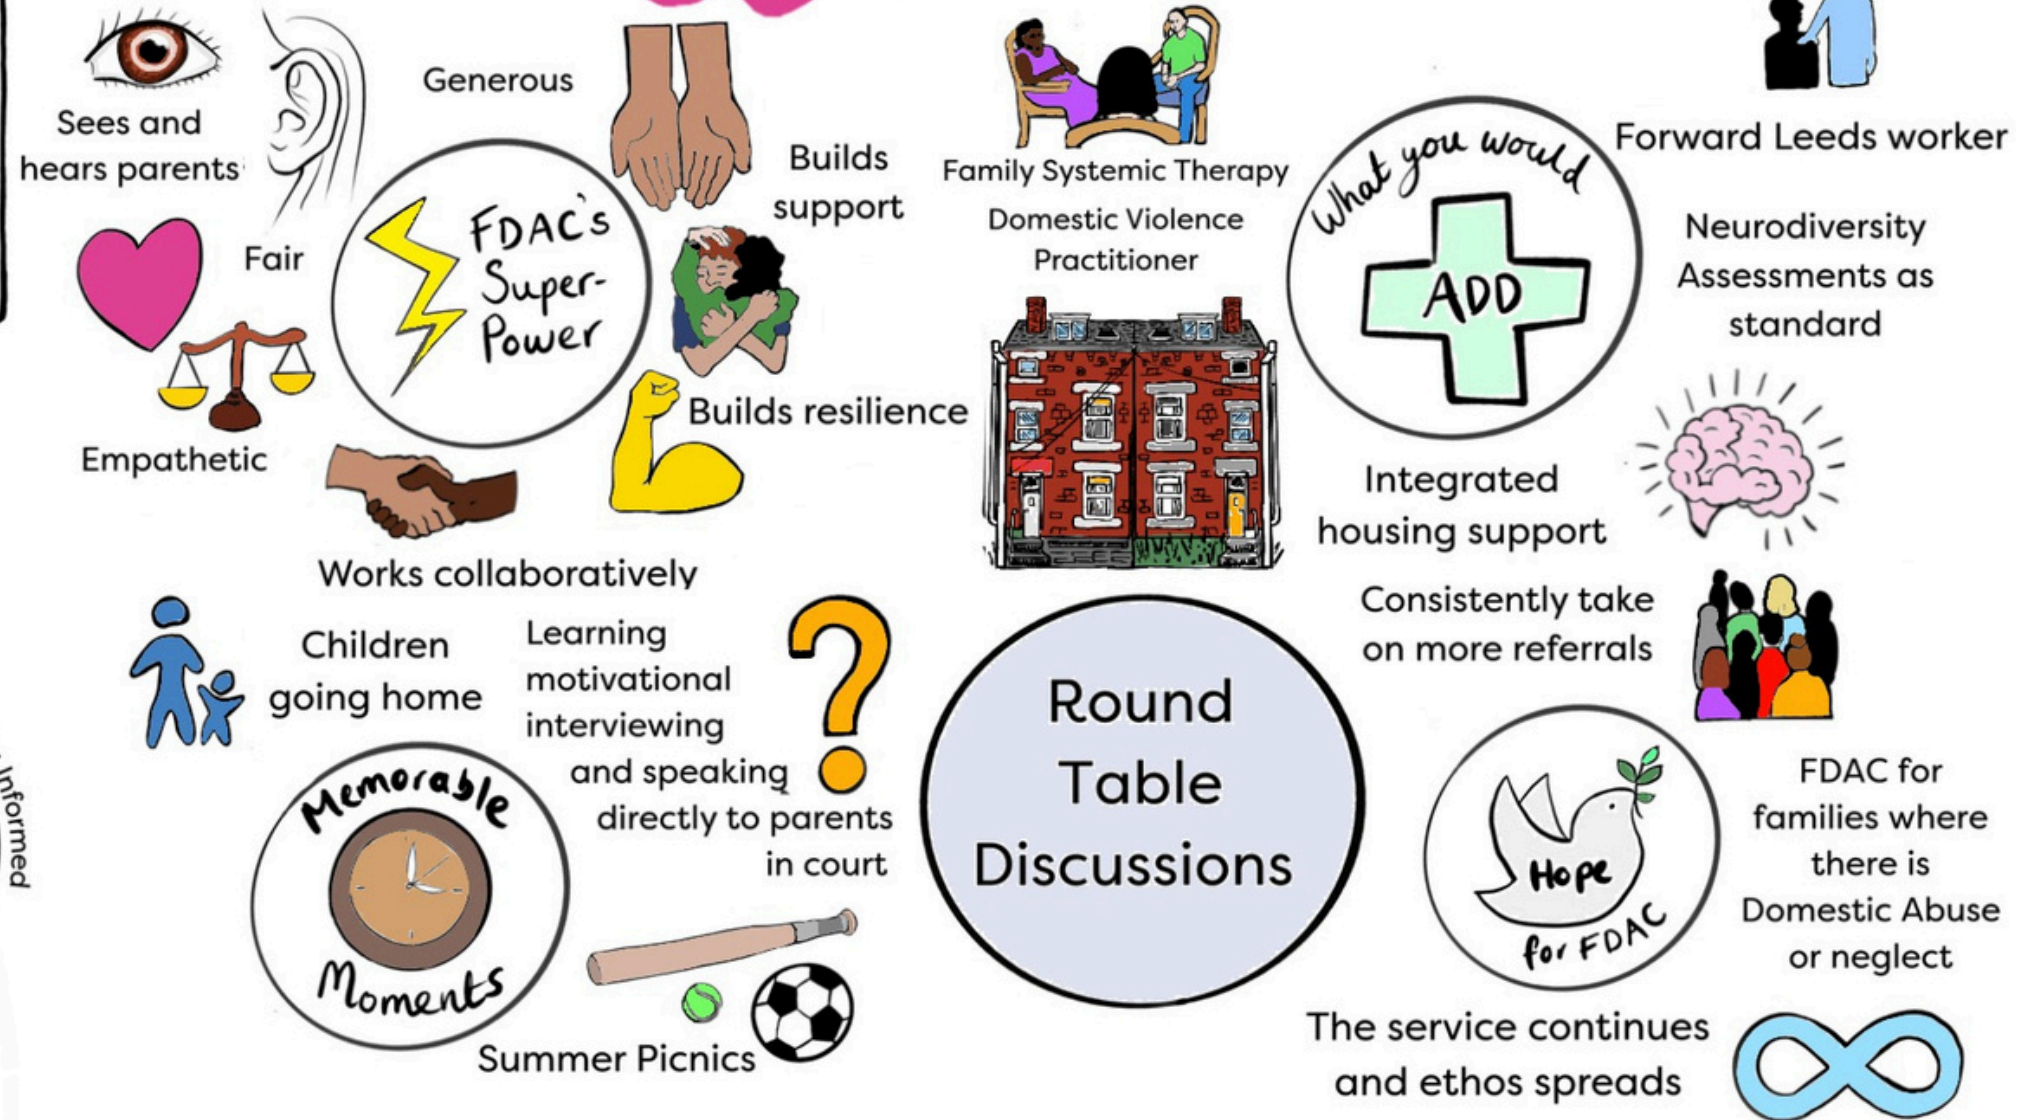 Sees and
hears parents
Generous
Builds
support
FDAC's
Super-
Power
Fair
Empathetic
Builds resilience
Works collaboratively
Family Systemic Therapy
Domestic Violence
Practitioner
What you would
ADD
Forward Leeds worker
Neurodiversity
Assessments as
standard
Integrated
housing support
Consistently take
on more referrals
Children
going home
Learning
motivational
interviewing
and speaking
directly to parents
in court
Memorable
Moments
Summer Picnics
Round
Table
Discussions
Hope
for FDAC
FDAC for
families where
there is
Domestic Abuse
or neglect
The service continues
and ethos spreads
Informed